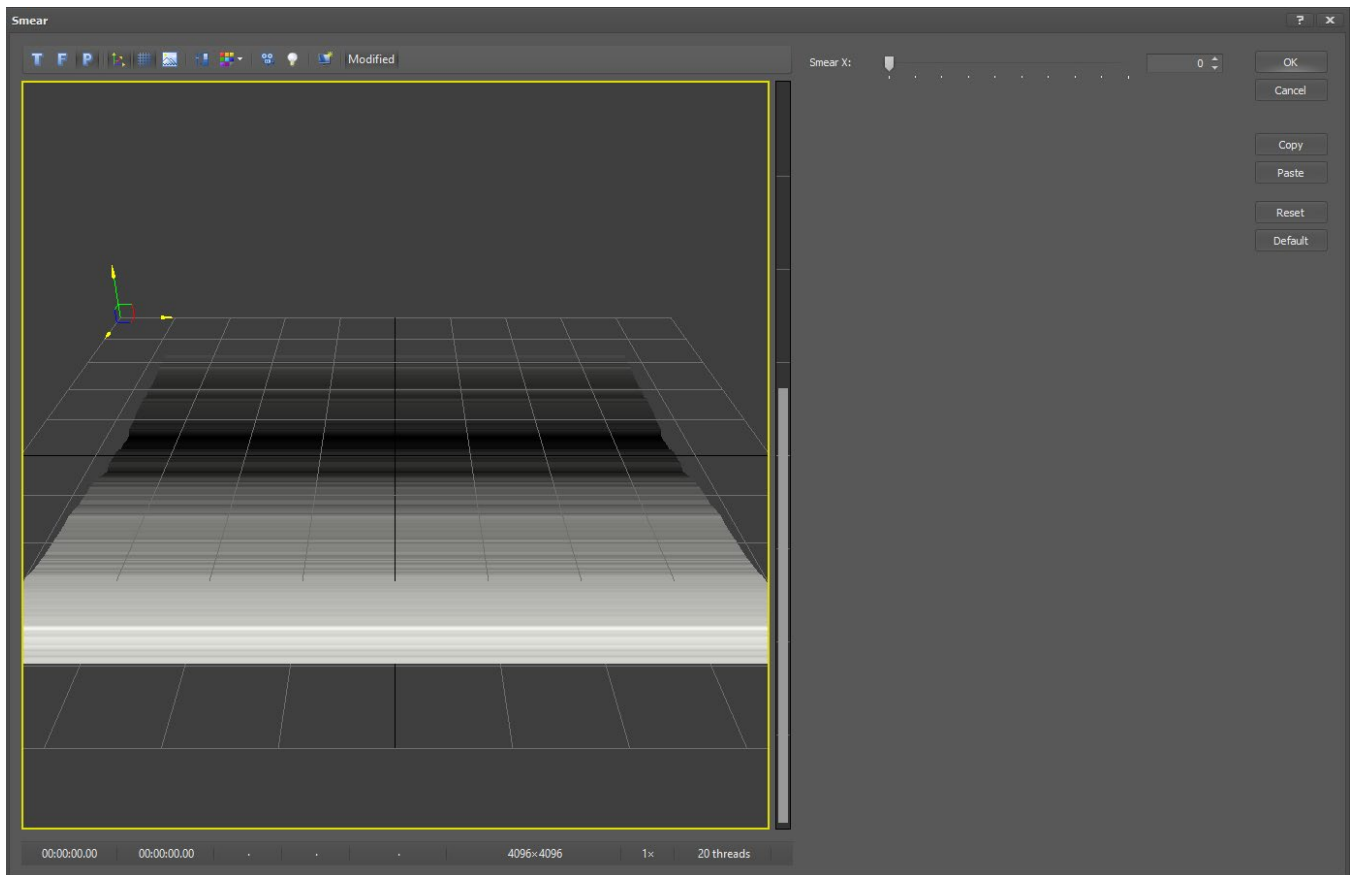 Smear
? x
T F P Modified
Smear X: 0
OK
Cancel
Copy
Paste
Reset
Default
00:00:00.00 00:00:00.00 . . . 4096×4096 1× 20 threads